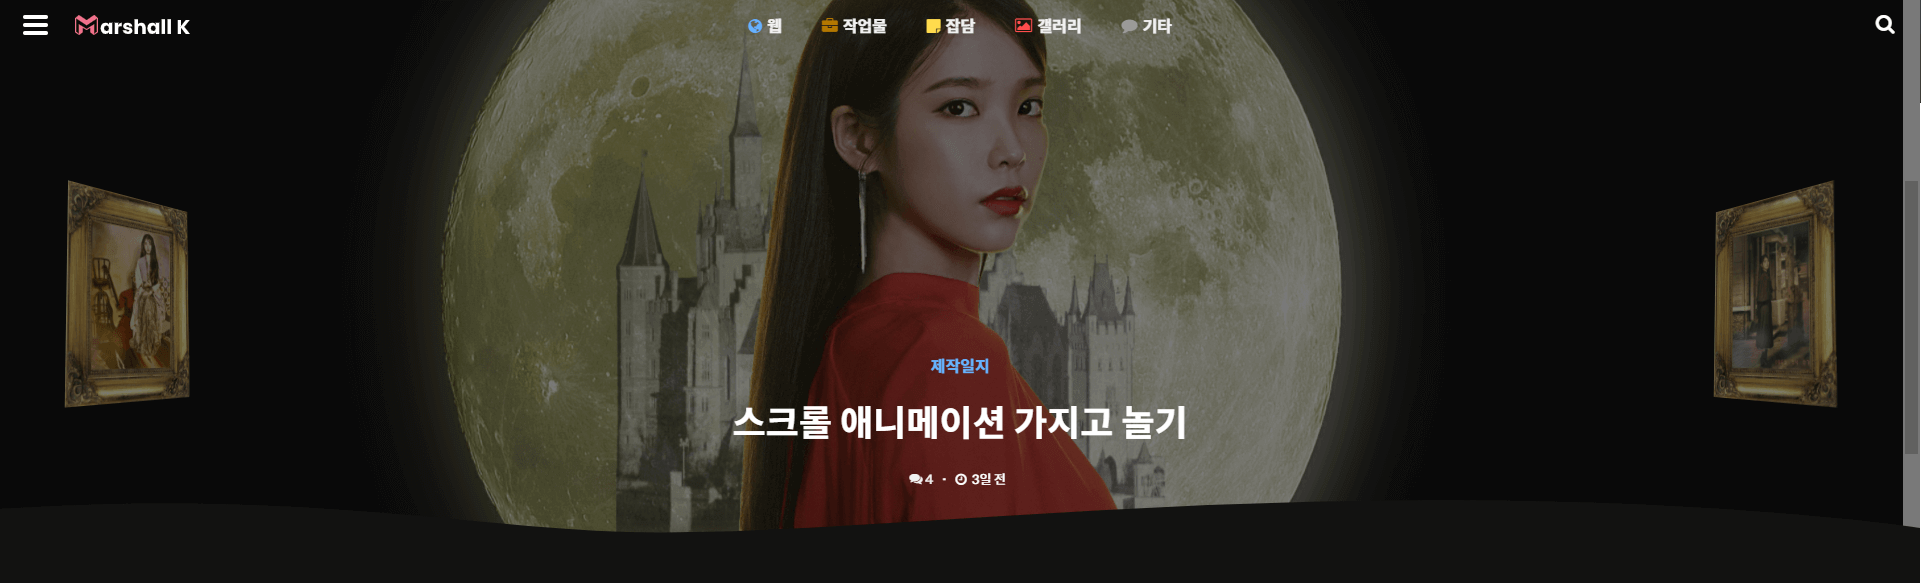 Marshall K
웹 작업물 잡담 갤러리 기타
제작일지
스크롤 애니메이션 가지고 놀기
4 · 3일 전